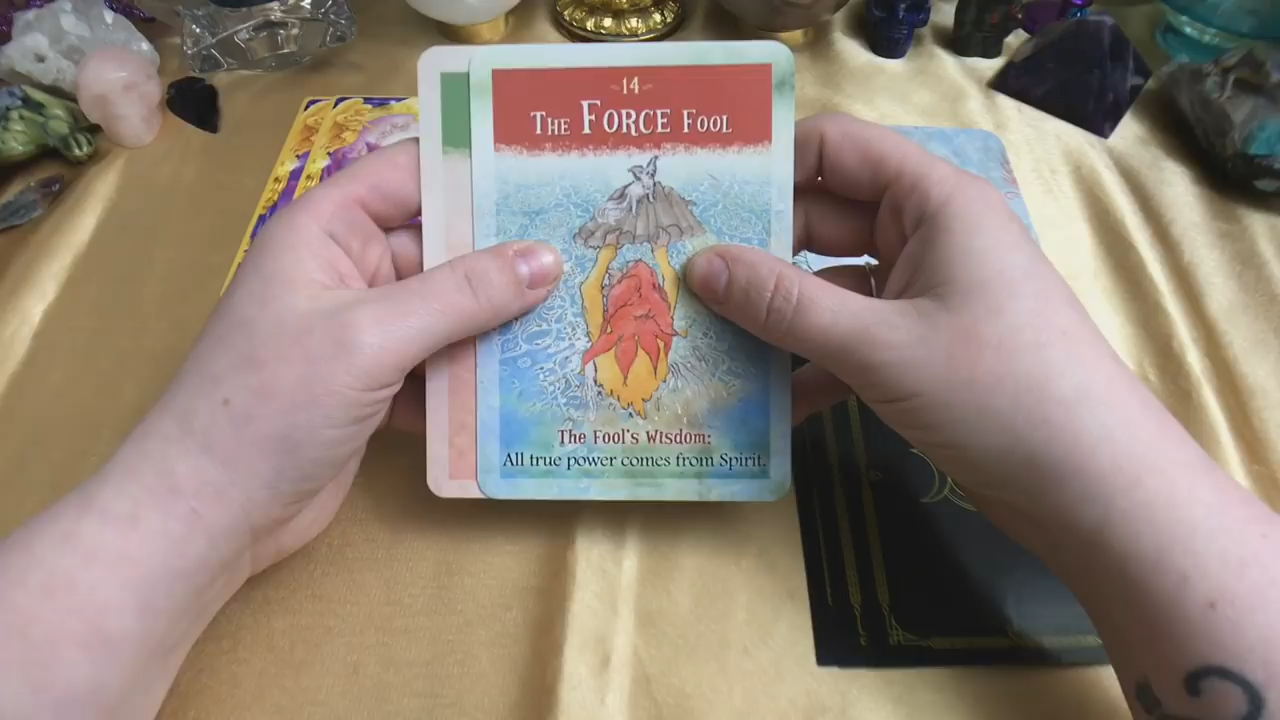 14
THE FORCE FOOL
THE FOOL'S WISDOM:
All true power comes from Spirit.